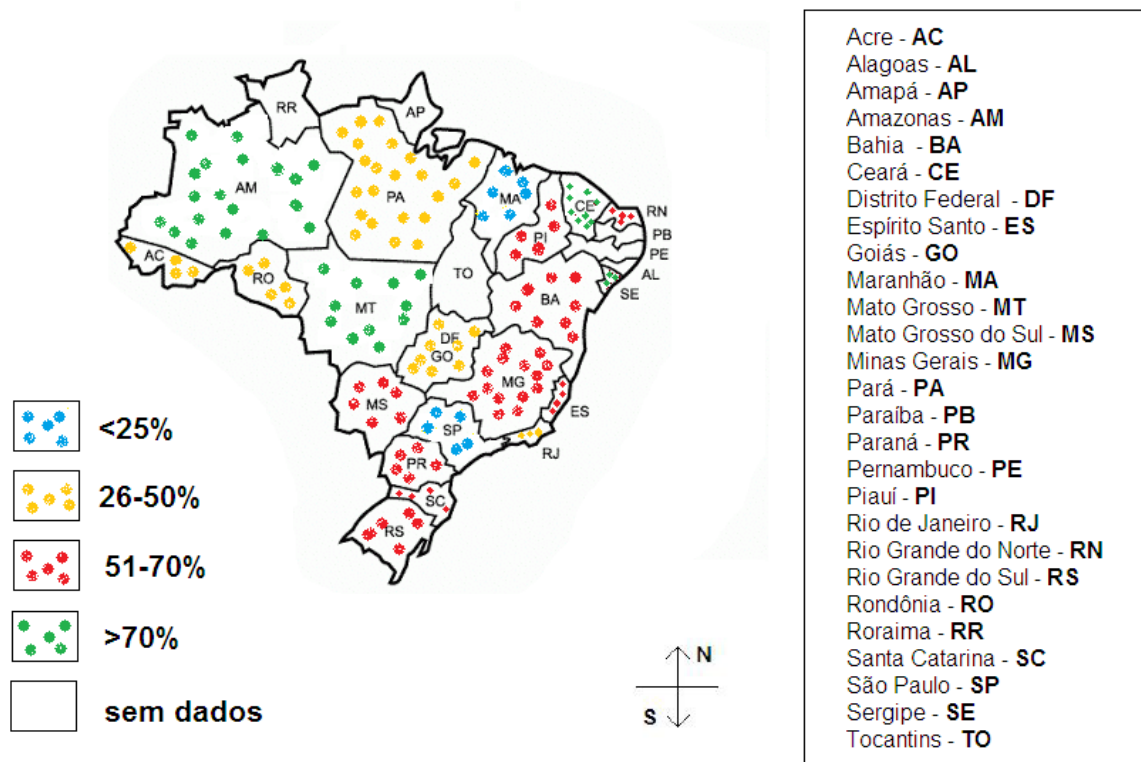 RR
AP
AM
PA
MA
CE
RN
PI
PB
PE
AC
TO
AL
RO
SE
BA
MT
DF
GO
MG
MS
ES
SP
RJ
PR
SC
RS
<25%
26-50%
51-70%
>70%
sem dados
N
S
Acre - AC
Alagoas - AL
Amapá - AP
Amazonas - AM
Bahia - BA
Ceará - CE
Distrito Federal - DF
Espírito Santo - ES
Goiás - GO
Maranhão - MA
Mato Grosso - MT
Mato Grosso do Sul - MS
Minas Gerais - MG
Pará - PA
Paraíba - PB
Paraná - PR
Pernambuco - PE
Piauí - PI
Rio de Janeiro - RJ
Rio Grande do Norte - RN
Rio Grande do Sul - RS
Rondônia - RO
Roraima - RR
Santa Catarina - SC
São Paulo - SP
Sergipe - SE
Tocantins - TO